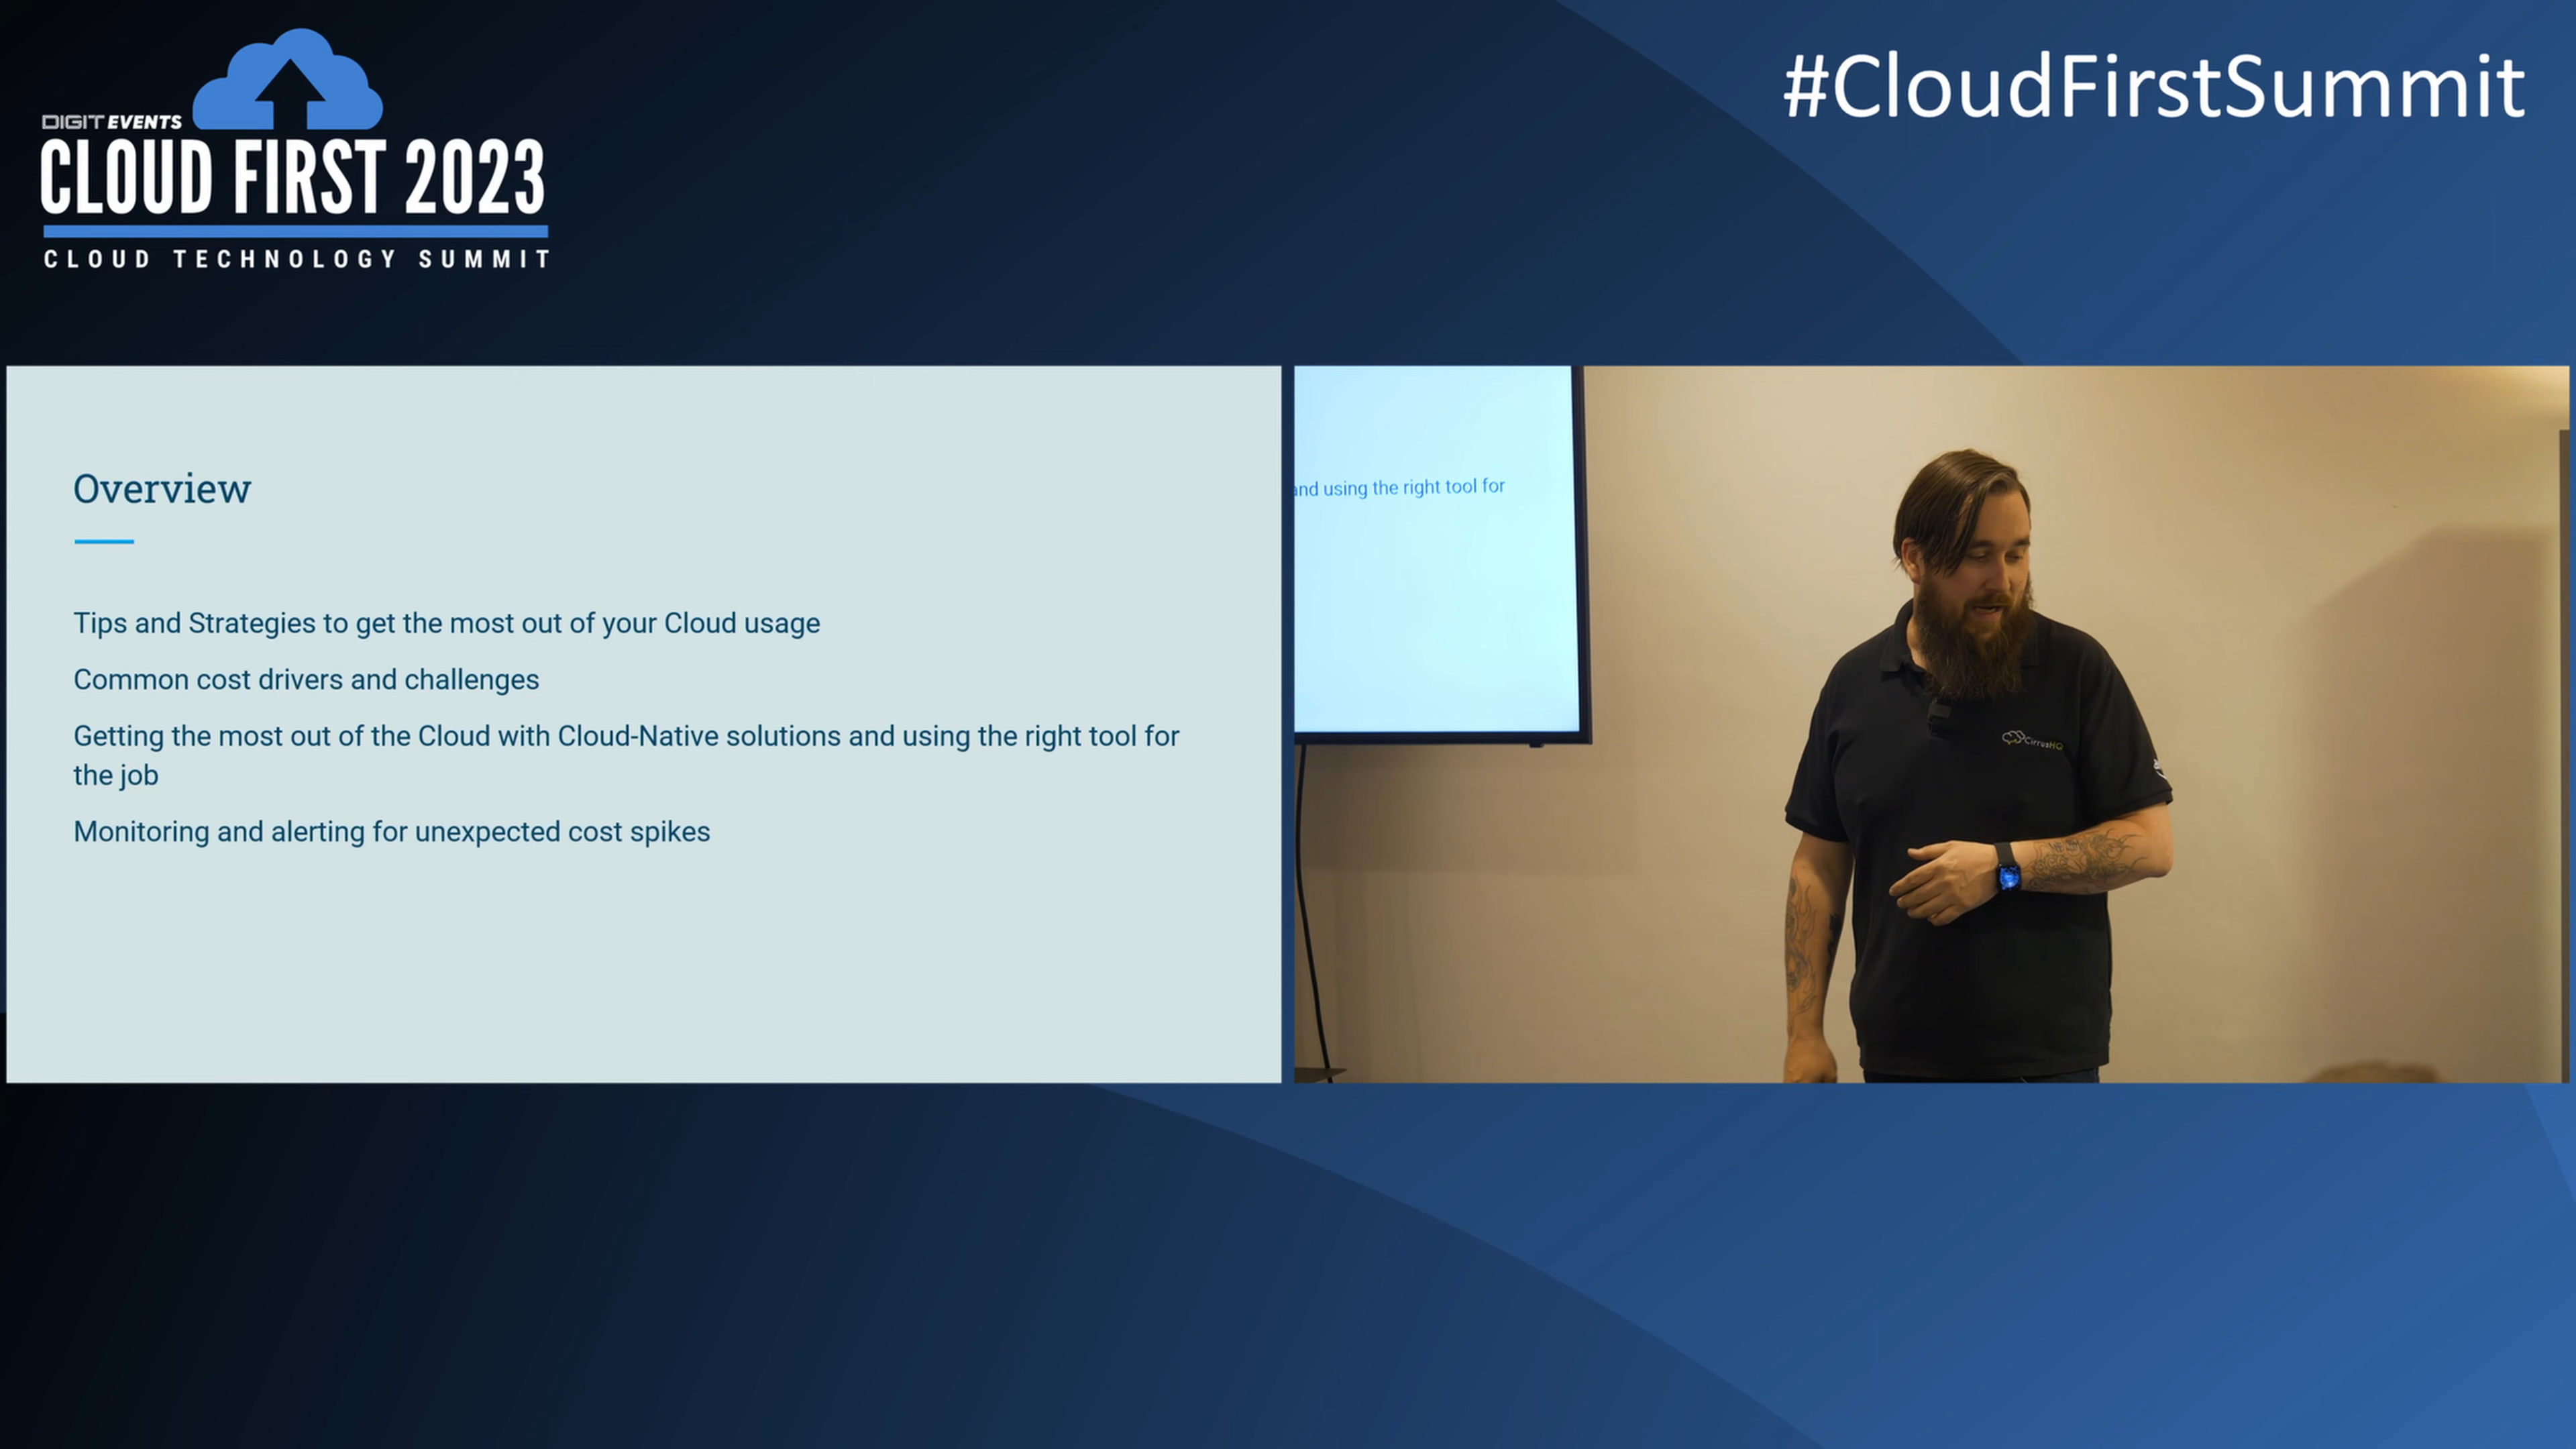 DIGIT EVENTS
CLOUD FIRST 2023
CLOUD TECHNOLOGY SUMMIT
#CloudFirstSummit
Overview
Tips and Strategies to get the most out of your Cloud usage
Common cost drivers and challenges
Getting the most out of the Cloud with Cloud-Native solutions and using the right tool for
the job
Monitoring and alerting for unexpected cost spikes
and using the right tool for
CirrusHQ